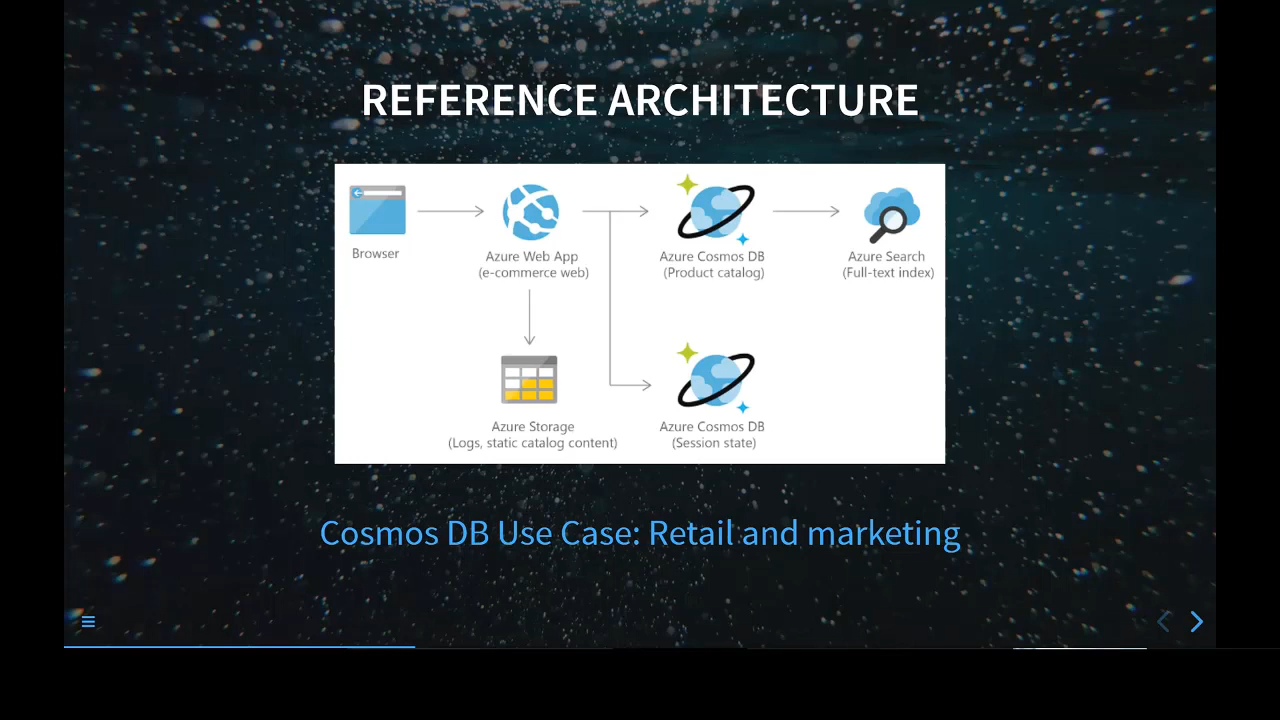 REFERENCE ARCHITECTURE
Browser
Azure Web App
(e-commerce web)
Azure Cosmos DB
(Product catalog)
Azure Search
(Full-text index)
Azure Storage
(Logs, static catalog content)
Azure Cosmos DB
(Session state)
Cosmos DB Use Case: Retail and marketing